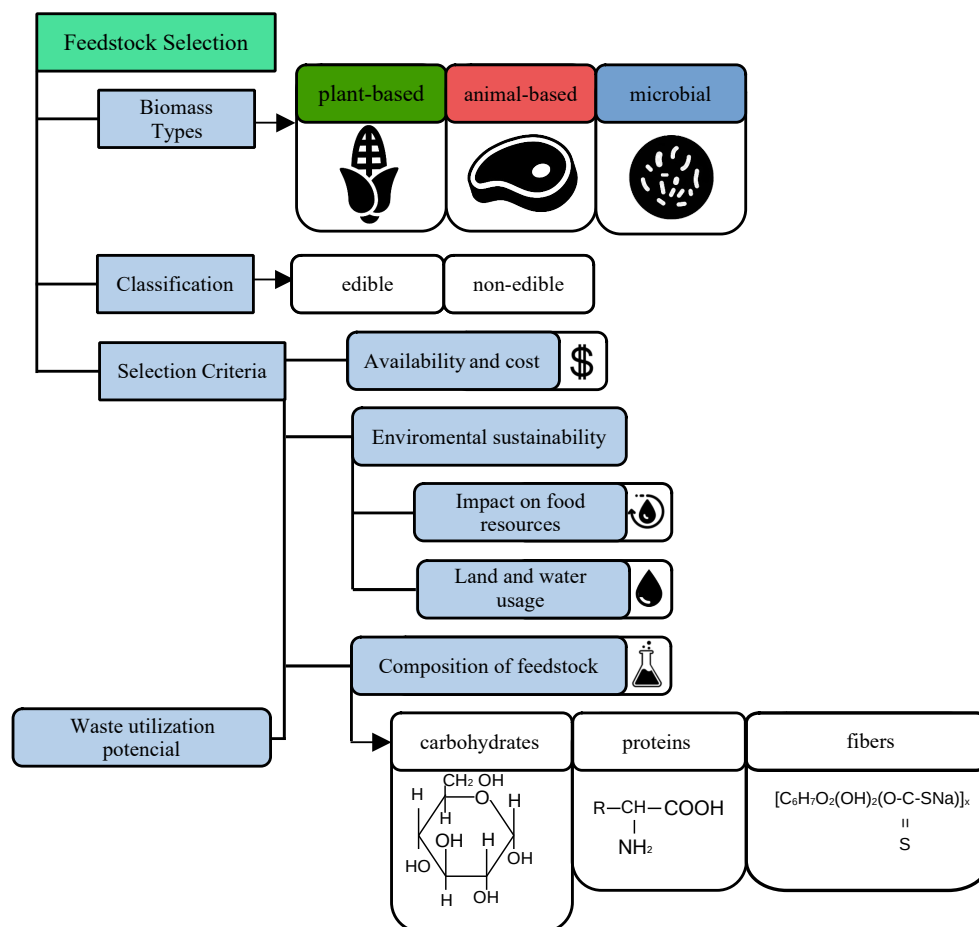 Feedstock Selection
Biomass
Types
plant-based
animal-based
microbial
Classification
edible
non-edible
Selection Criteria
Availability and cost
$
Enviromental sustainability
Impact on food
resources
Land and water
usage
Composition of feedstock
Waste utilization
potencial
carbohydrates
proteins
fibers
CH₂ OH
H
O
H
H
OH
H
HO
OH
H
OH
R—CH—COOH
NH₂
[C₆H₇O₂(OH)₂(O-C-SNa)]ₓ
=
S